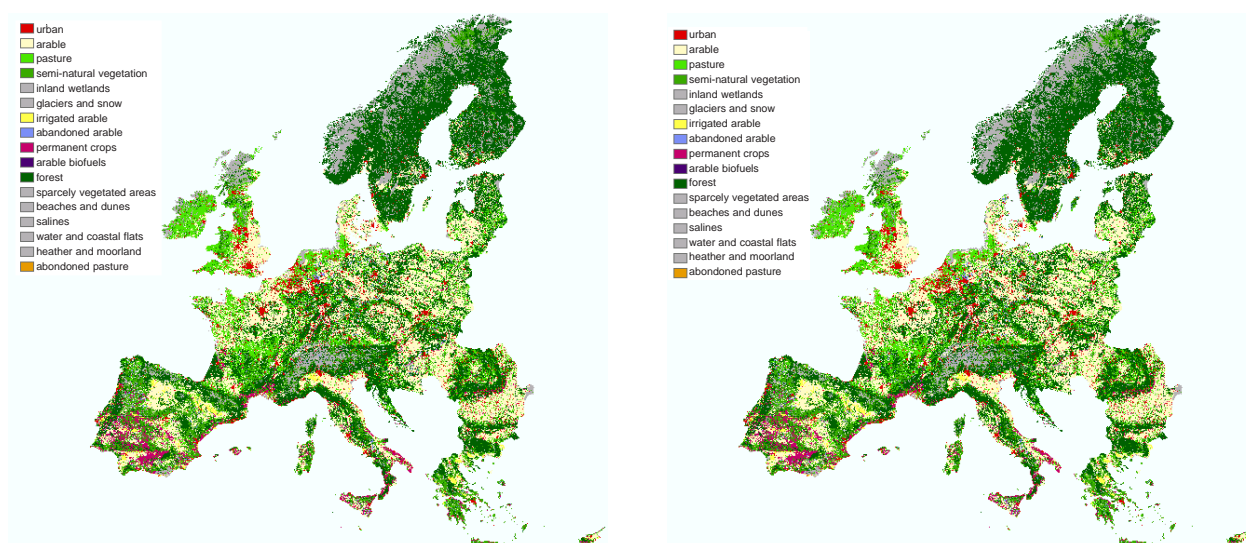 urban
arable
pasture
semi-natural vegetation
inland wetlands
glaciers and snow
irrigated arable
abandoned arable
permanent crops
arable biofuels
forest
sparcely vegetated areas
beaches and dunes
salines
water and coastal flats
heather and moorland
abondoned pasture
urban
arable
pasture
semi-natural vegetation
inland wetlands
glaciers and snow
irrigated arable
abandoned arable
permanent crops
arable biofuels
forest
sparcely vegetated areas
beaches and dunes
salines
water and coastal flats
heather and moorland
abondoned pasture